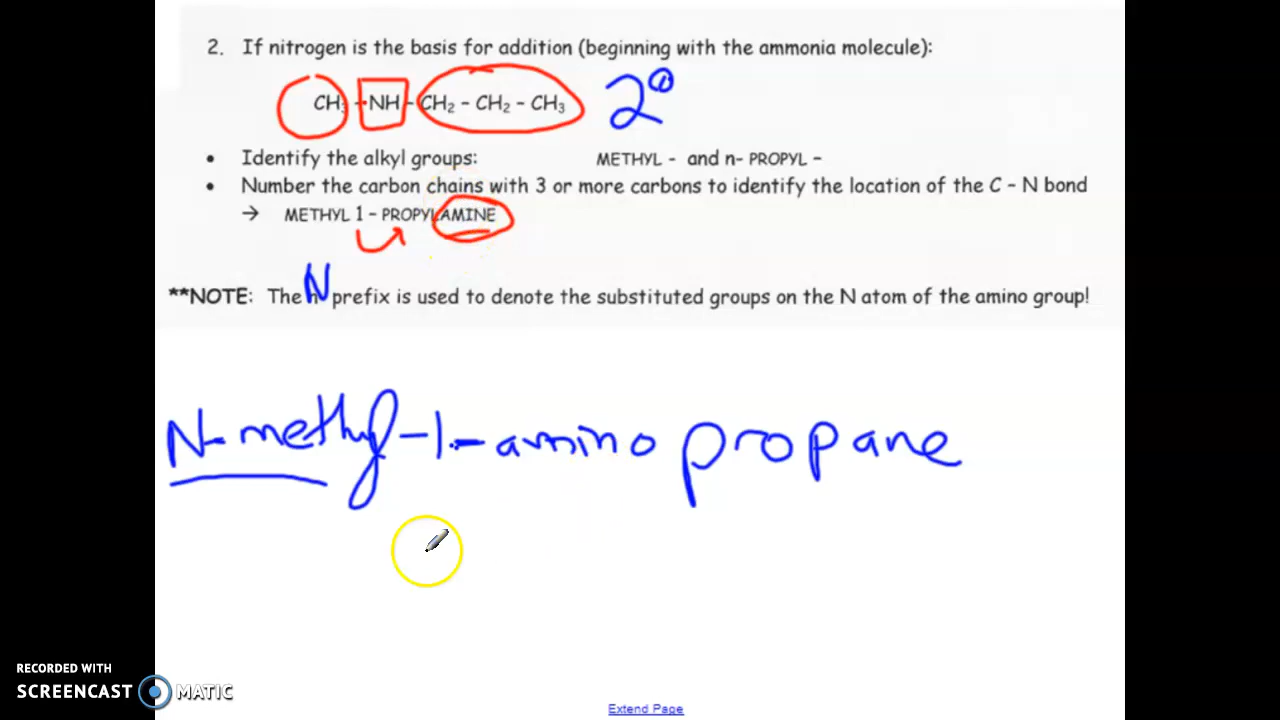 2. If nitrogen is the basis for addition (beginning with the ammonia molecule):
CH3 - NH - CH2 - CH2 - CH3 2°
• Identify the alkyl groups: METHYL - and n- PROPYL -
• Number the carbon chains with 3 or more carbons to identify the location of the C - N bond
→ METHYL 1 - PROPYLAMINE
**NOTE: The N prefix is used to denote the substituted groups on the N atom of the amino group!
N-methyl-1-amino propane
RECORDED WITH
SCREENCAST MATIC
Extend Page